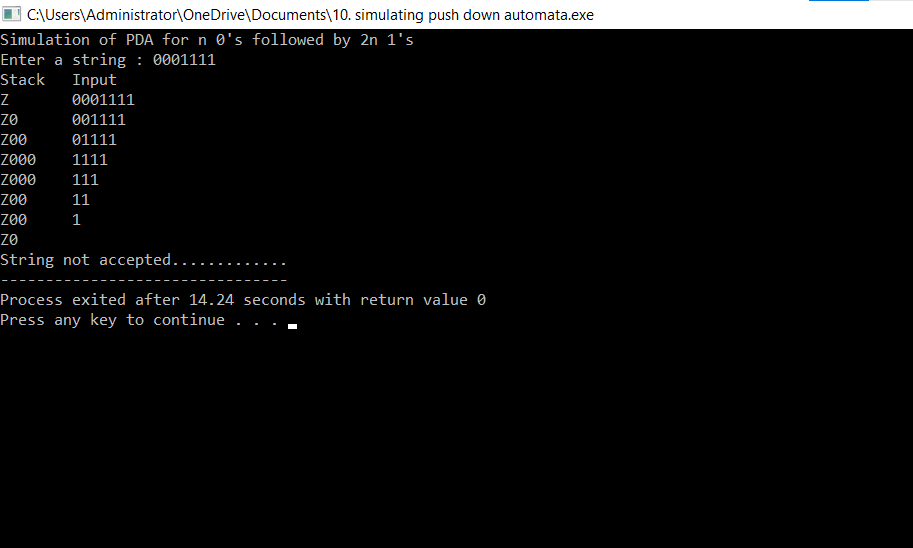 C:\Users\Administrator\OneDrive\Documents\10. simulating push down automata.exe
Simulation of PDA for n 0's followed by 2n 1's
Enter a string : 0001111
Stack   Input
Z       0001111
Z0      001111
Z00     01111
Z000    1111
Z000    111
Z00     11
Z00     1
Z0
String not accepted.............
--------------------------------
Process exited after 14.24 seconds with return value 0
Press any key to continue . . .